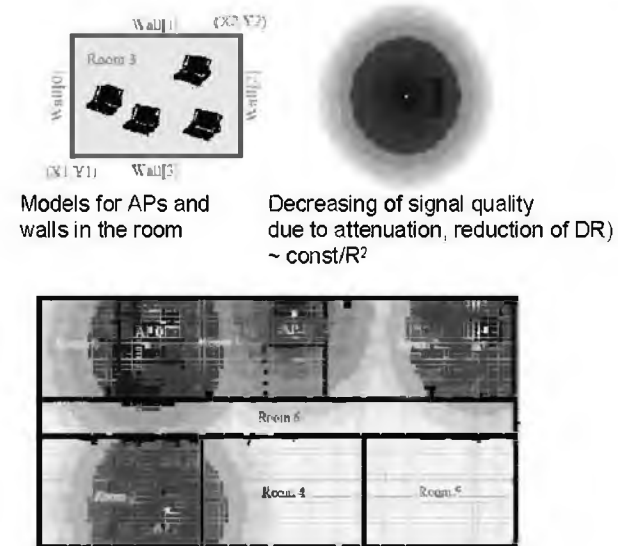 Wall[1] (X2,Y2)
Room 3
Wall[0]
Wall[2]
(X1,Y1) Wall[3]
Models for APs and
walls in the room
Decreasing of signal quality
due to attenuation, reduction of DR)
~ const/R²
Room 6
Room 4
Room 5